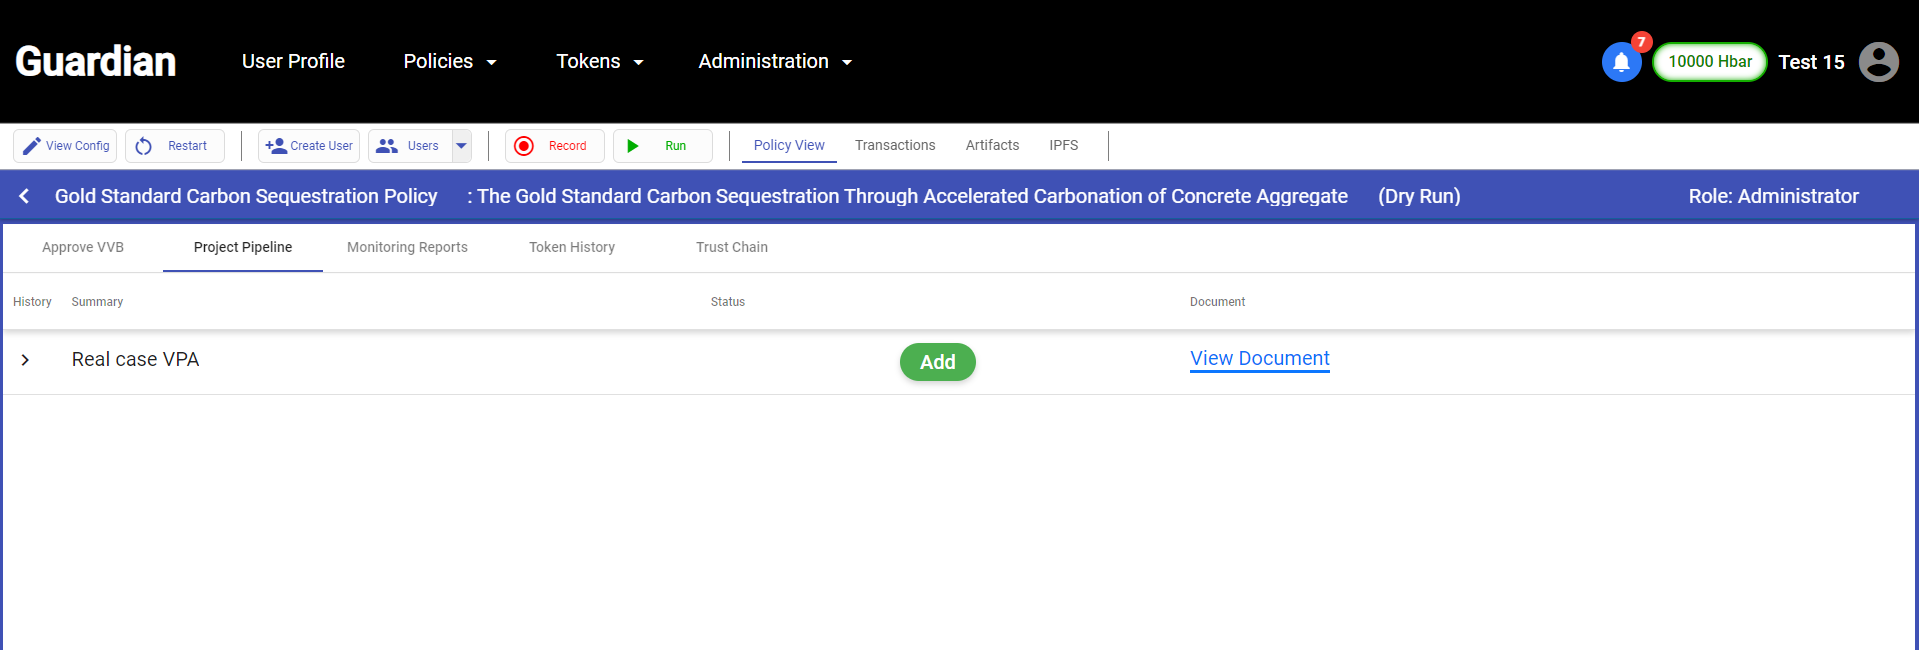 Guardian User Profile Policies Tokens Administration 7 10000 Hbar Test 15
View Config Restart Create User Users Record Run Policy View Transactions Artifacts IPFS
Gold Standard Carbon Sequestration Policy : The Gold Standard Carbon Sequestration Through Accelerated Carbonation of Concrete Aggregate (Dry Run) Role: Administrator
Approve VVB Project Pipeline Monitoring Reports Token History Trust Chain
History Summary Status Document
Real case VPA Add View Document